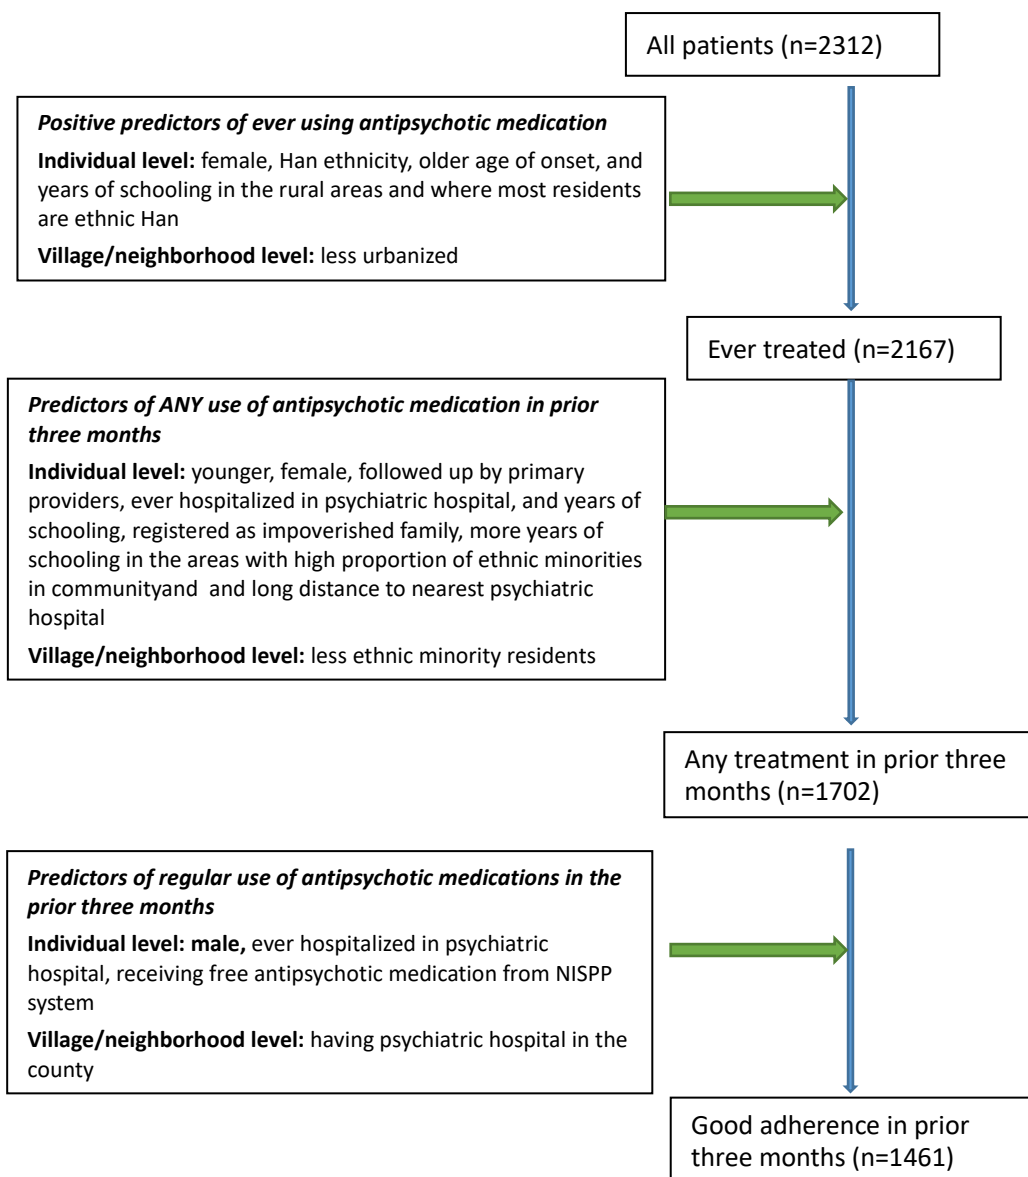 All patients (n=2312)
Positive predictors of ever using antipsychotic medication
Individual level: female, Han ethnicity, older age of onset, and
years of schooling in the rural areas and where most residents
are ethnic Han
Village/neighborhood level: less urbanized
Ever treated (n=2167)
Predictors of ANY use of antipsychotic medication in prior
three months
Individual level: younger, female, followed up by primary
providers, ever hospitalized in psychiatric hospital, and years of
schooling, registered as impoverished family, more years of
schooling in the areas with high proportion of ethnic minorities
in communityand  and long distance to nearest psychiatric
hospital
Village/neighborhood level: less ethnic minority residents
Any treatment in prior three
months (n=1702)
Predictors of regular use of antipsychotic medications in the
prior three months
Individual level: male, ever hospitalized in psychiatric
hospital, receiving free antipsychotic medication from NISPP
system
Village/neighborhood level: having psychiatric hospital in the
county
Good adherence in prior
three months (n=1461)